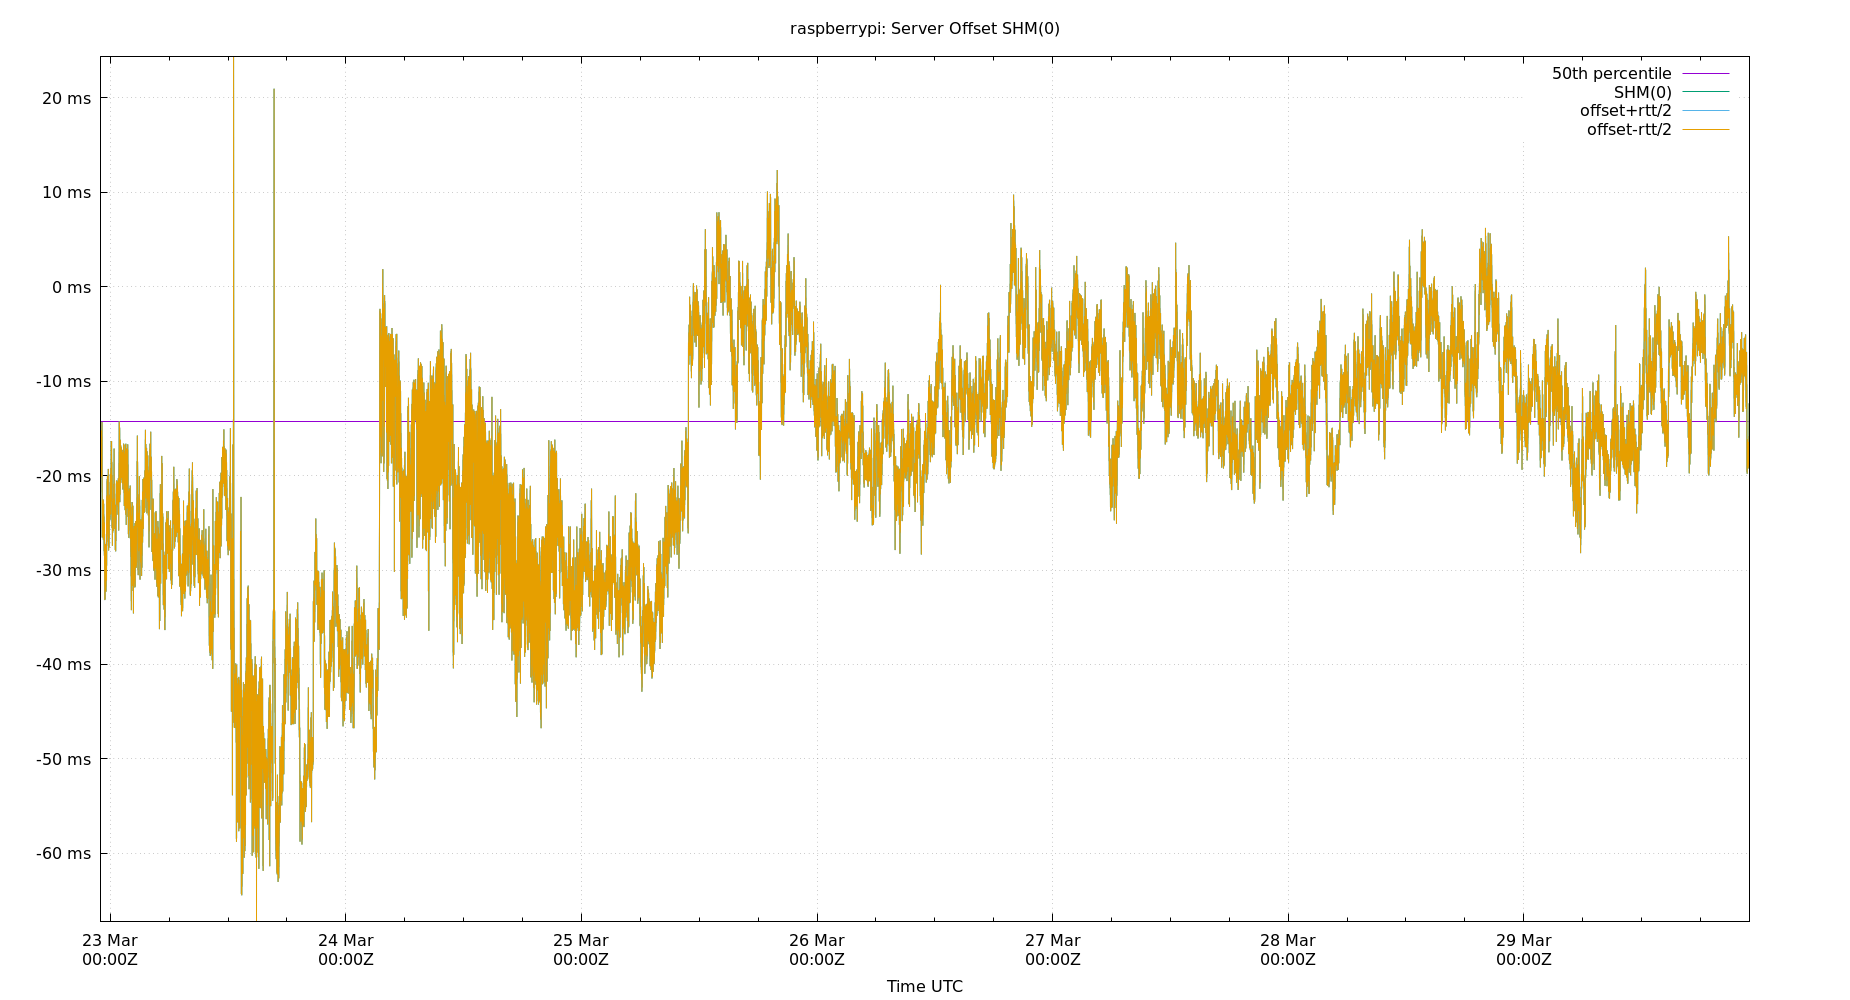 raspberrypi: Server Offset SHM(0)
50th percentile
SHM(0)
offset+rtt/2
offset-rtt/2
20 ms
10 ms
0 ms
-10 ms
-20 ms
-30 ms
-40 ms
-50 ms
-60 ms
23 Mar 24 Mar 25 Mar 26 Mar 27 Mar 28 Mar 29 Mar
00:00Z 00:00Z 00:00Z 00:00Z 00:00Z 00:00Z 00:00Z
Time UTC